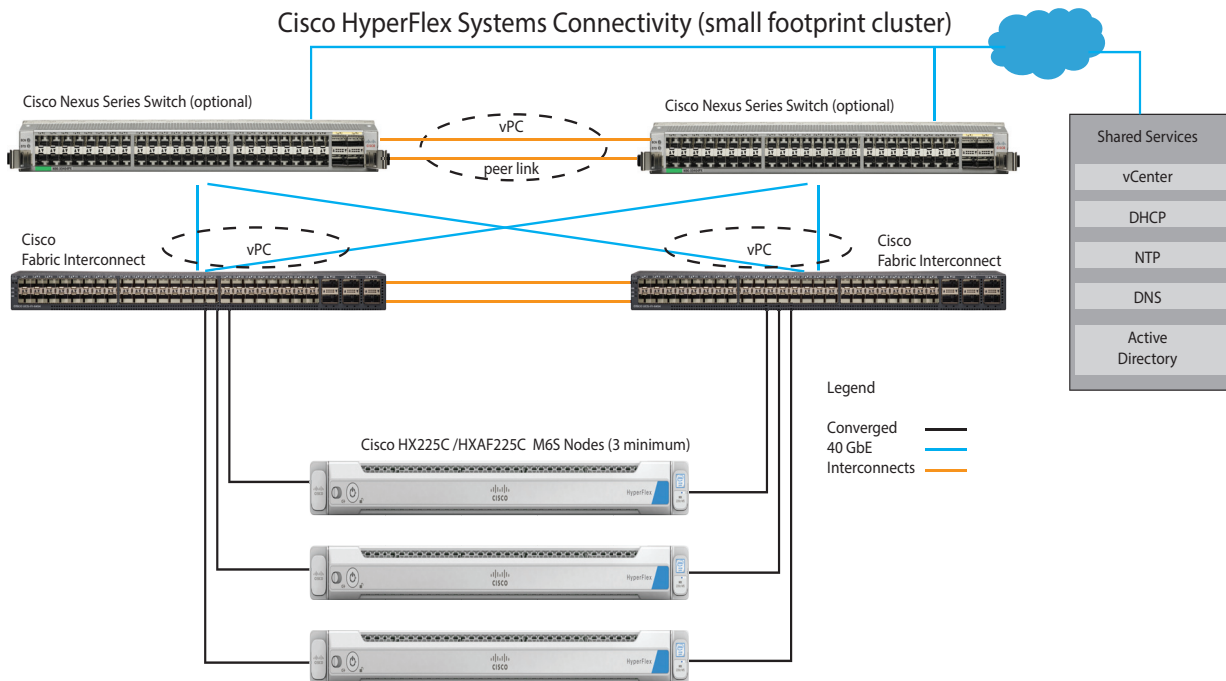 Cisco HyperFlex Systems Connectivity (small footprint cluster)
Cisco Nexus Series Switch (optional)
Cisco Nexus Series Switch (optional)
vPC
peer link
Shared Services
vCenter
DHCP
NTP
DNS
Active
Directory
Cisco
Fabric Interconnect
vPC
vPC
Cisco
Fabric Interconnect
Legend
Converged
40 GbE
Interconnects
Cisco HX225C /HXAF225C M6S Nodes (3 minimum)
CISCO
HyperFlex
CISCO
HyperFlex
CISCO
HyperFlex